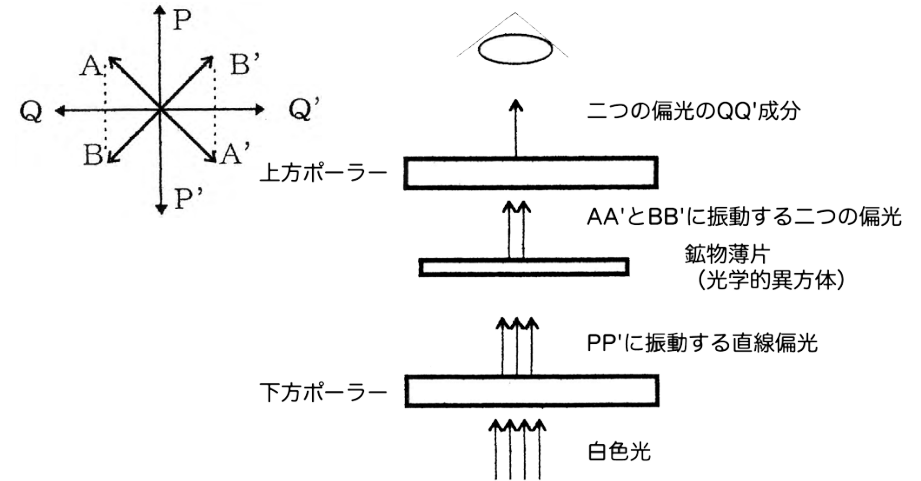 P
A
B'
Q
Q'
B
A'
P'
二つの偏光のQQ'成分
上方ポーラー
AA'とBB'に振動する二つの偏光
鉱物薄片
（光学的異方体）
PP'に振動する直線偏光
下方ポーラー
白色光